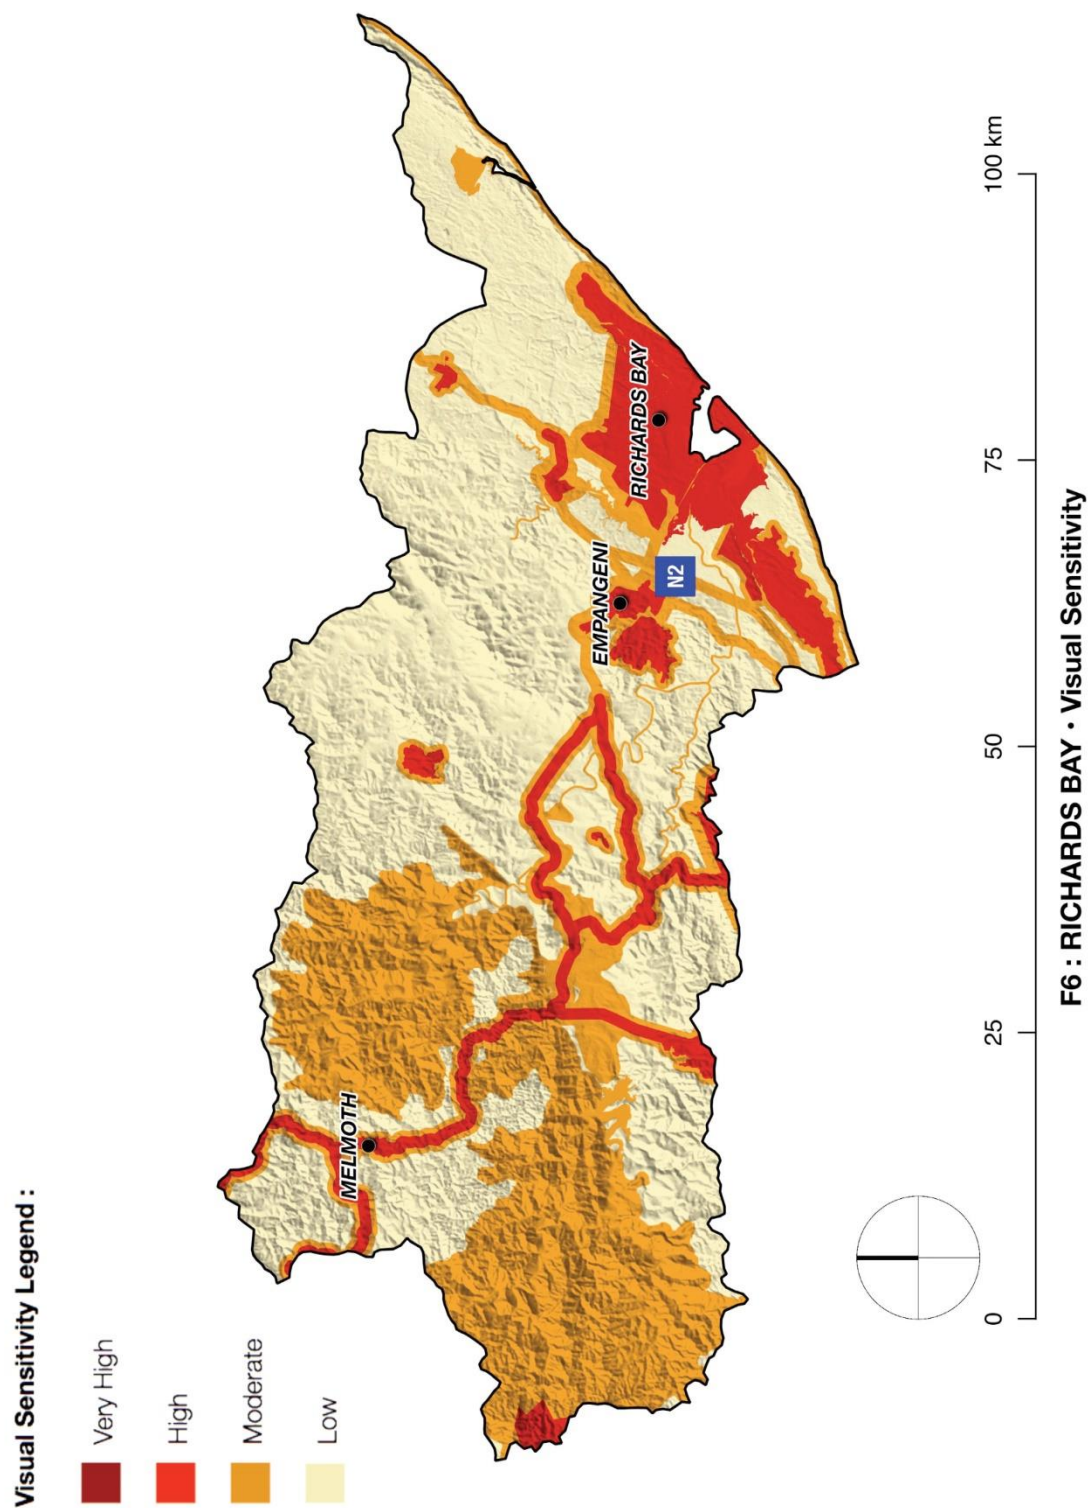 Visual Sensitivity Legend :
Very High
High
Moderate
Low
MELMOTH
EMPANGENI
RICHARDS BAY
N2
0
25
50
75
100 km
F6 : RICHARDS BAY • Visual Sensitivity